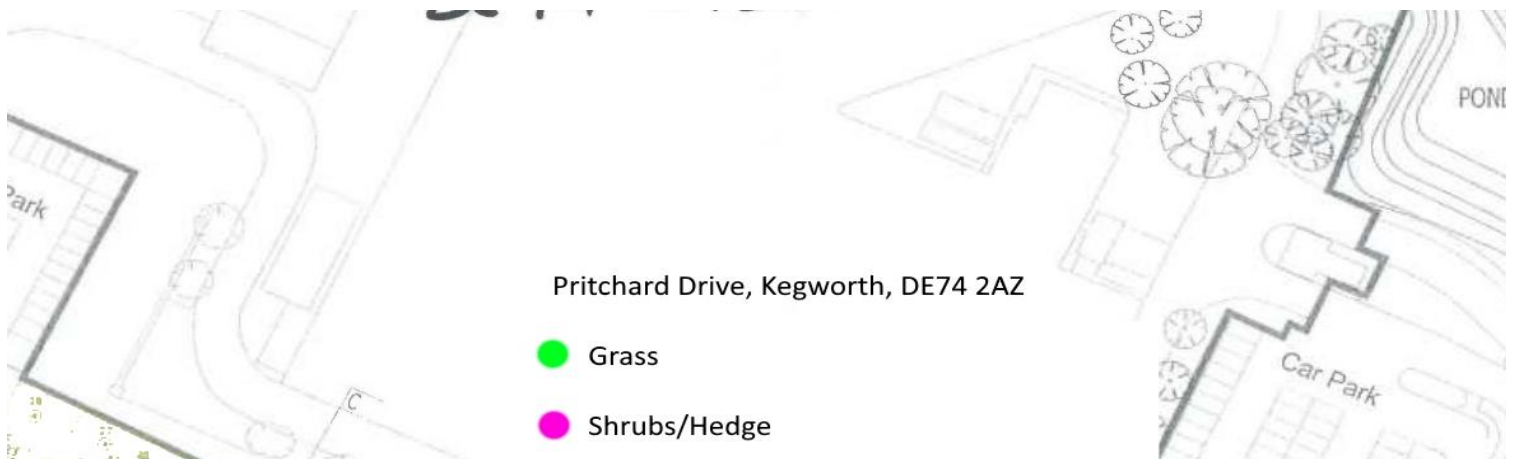 POND
Park
Pritchard Drive, Kegworth, DE74 2AZ
Grass
Car Park
C
Shrubs/Hedge